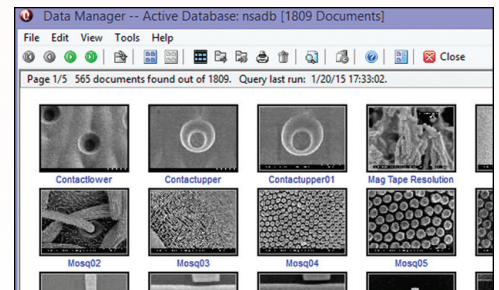 Data Manager -- Active Database: nsadb [1809 Documents]
File Edit View Tools Help
Close
Page 1/5 565 documents found out of 1809. Query last run: 1/20/15 17:33:02.
Contactlower Contactupper Contactupper01 Mag Tape Resolution
Mosq02 Mosq03 Mosq04 Mosq05